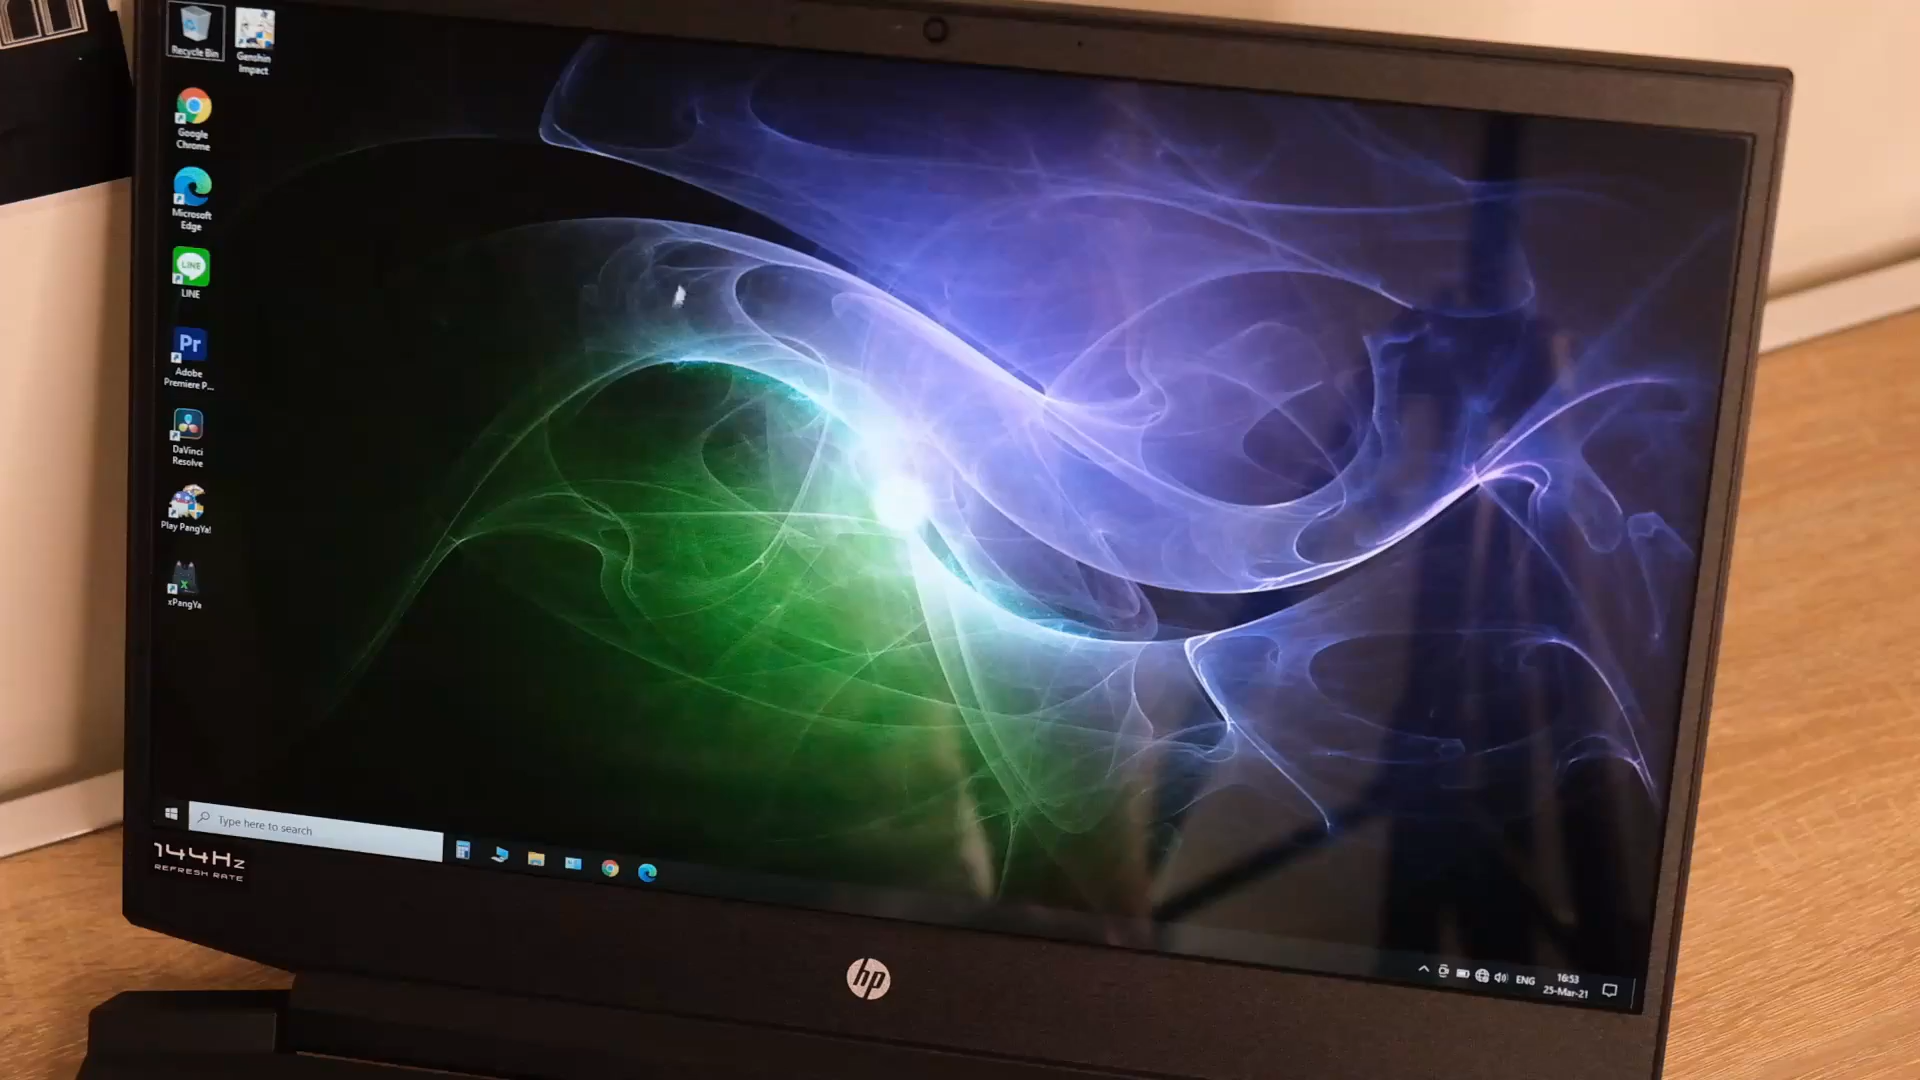 Recycle Bin
Genshin
Impact
Google
Chrome
Microsoft
Edge
LINE
LINE
Pr
Adobe
Premiere P...
DaVinci
Resolve
Play PangYa!
X
xPangYa
Type here to search
144Hz
REFRESH RATE
hp
ENG
16:53
25-Mar-21